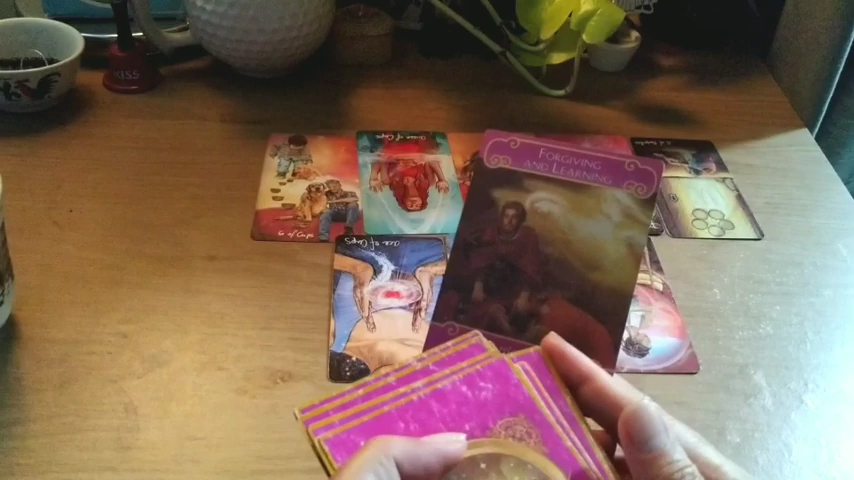 KISS
Queen of Cups
FORGIVING
AND LEARNING
6 of Cups
Ace of Cups